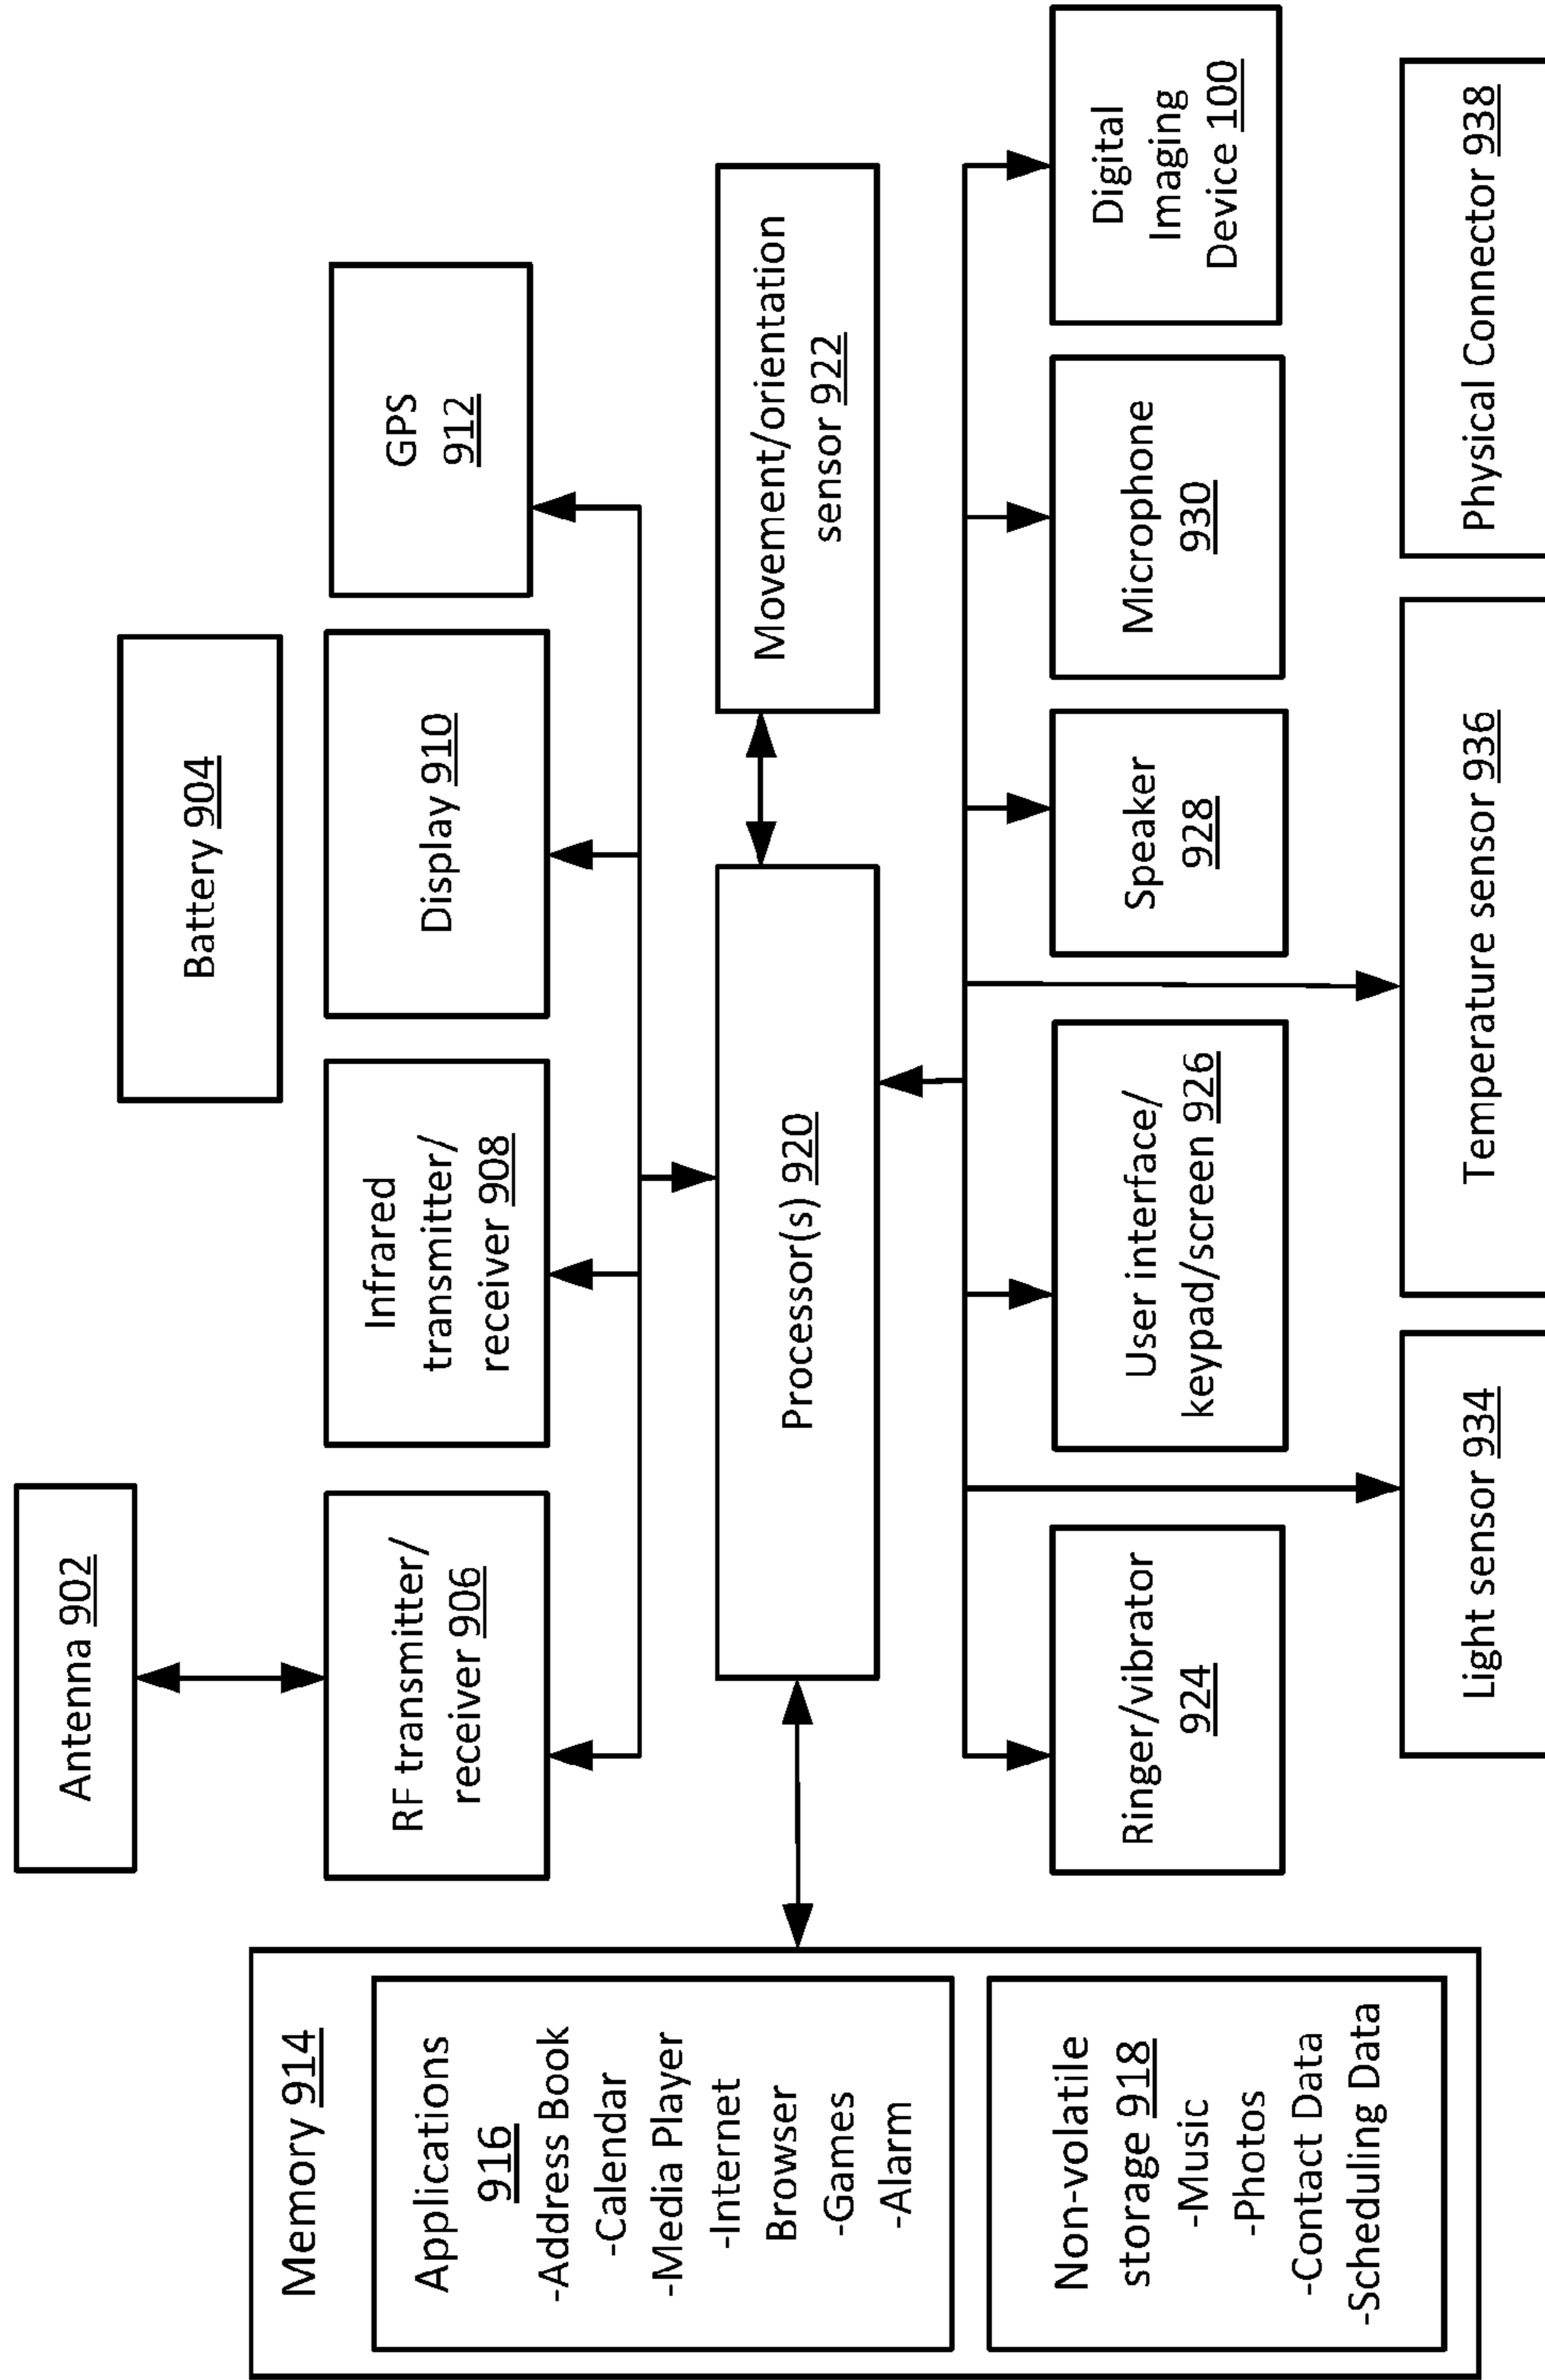 Antenna 902
Battery 904
RF transmitter/
receiver 906
Infrared
transmitter/
receiver 908
Display 910
GPS
912
Memory 914
Applications
916
-Address Book
-Calendar
-Media Player
-Internet
Browser
-Games
-Alarm
Non-volatile
storage 918
-Music
-Photos
-Contact Data
-Scheduling Data
Processor(s) 920
Movement/orientation
sensor 922
Ringer/vibrator
924
User interface/
keypad/screen 926
Speaker
928
Microphone
930
Digital
Imaging
Device 100
Light sensor 934
Temperature sensor 936
Physical Connector 938